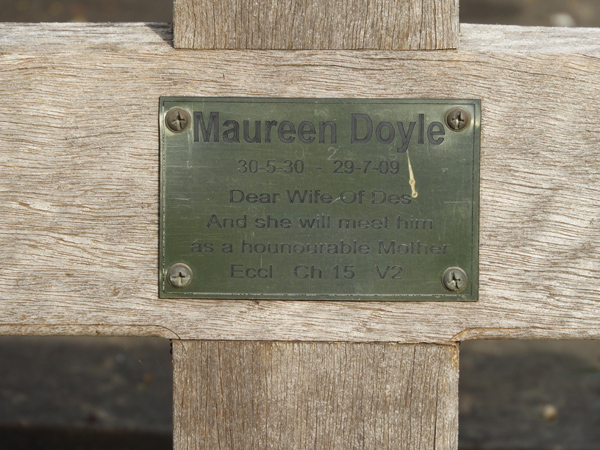 Maureen Doyle
30-5-30 - 29-7-09
Dear Wife Of Des
And she will meet him
as a hounourable Mother
Eccl Ch 15 V2